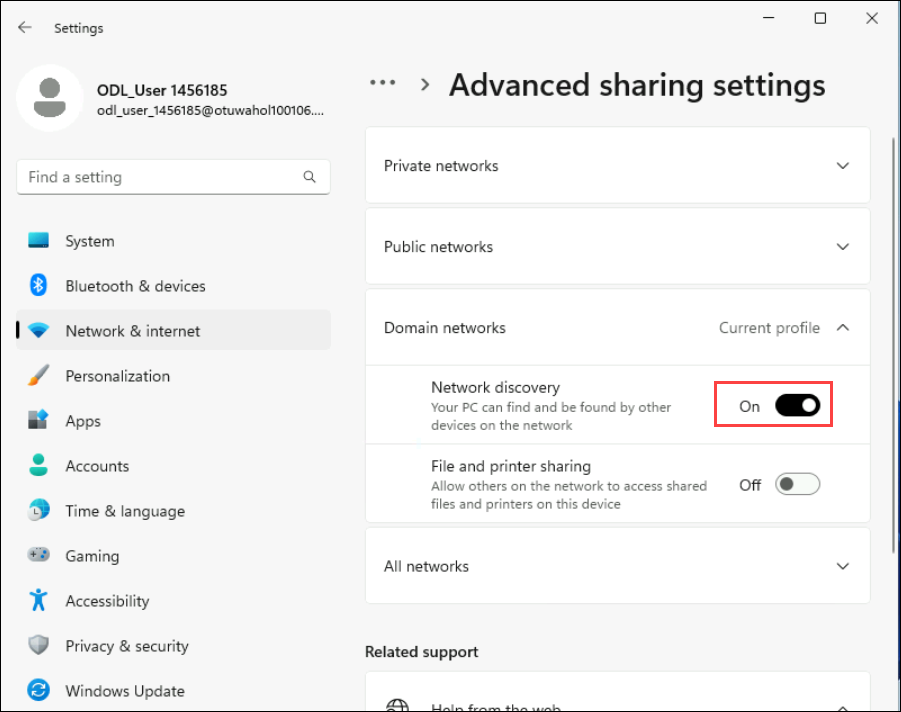 Settings
ODL_User 1456185
odl_user_1456185@otuwahol100106....
Find a setting
System
Bluetooth & devices
Network & internet
Personalization
Apps
Accounts
Time & language
Gaming
Accessibility
Privacy & security
Windows Update
... > Advanced sharing settings
Private networks
Public networks
Domain networks Current profile
Network discovery
Your PC can find and be found by other
devices on the network
On
File and printer sharing
Allow others on the network to access shared
files and printers on this device
Off
All networks
Related support
Help from the web